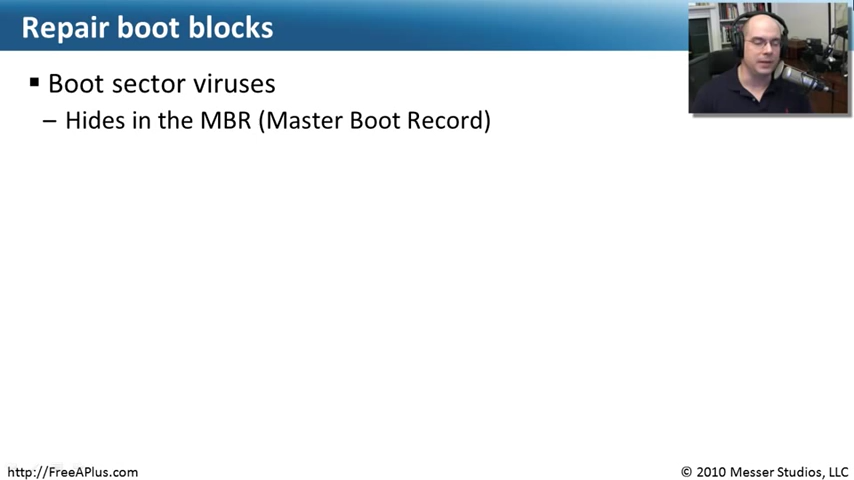 Repair boot blocks
▪ Boot sector viruses
– Hides in the MBR (Master Boot Record)
http://FreeAPlus.com
© 2010 Messer Studios, LLC